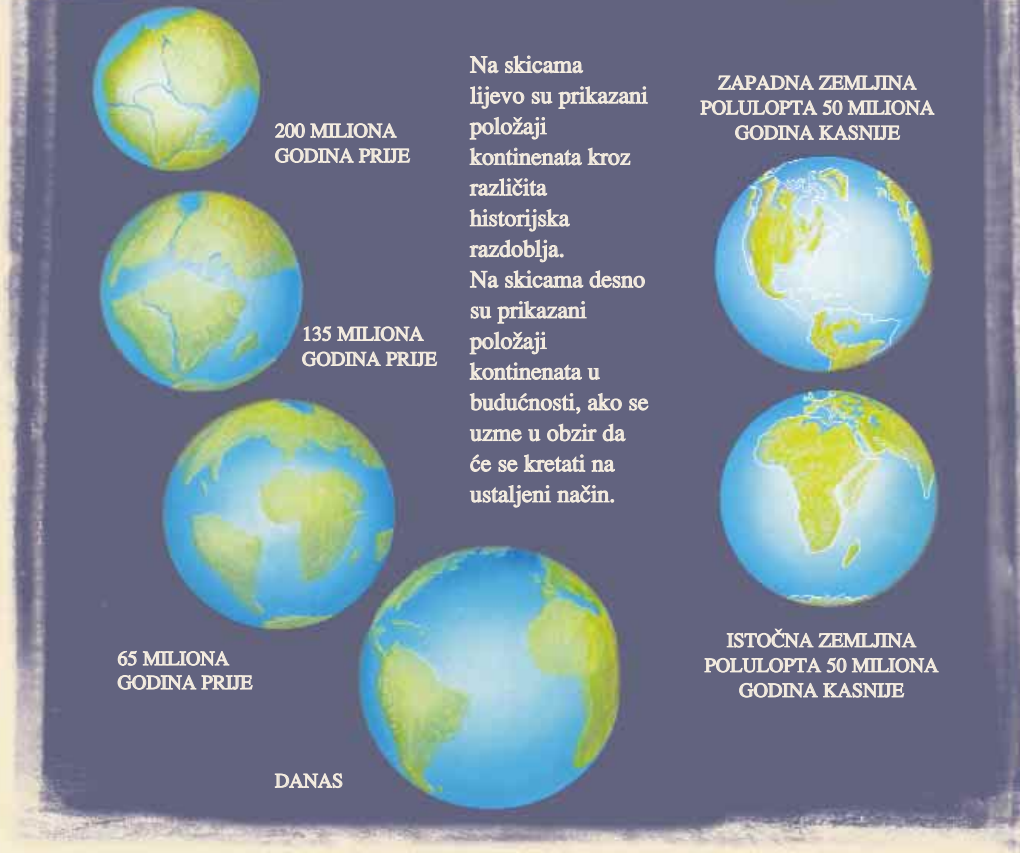 200 MILIONA
GODINA PRIJE
135 MILIONA
GODINA PRIJE
65 MILIONA
GODINA PRIJE
DANAS
Na skicama
lijevo su prikazani
položaji
kontinenata kroz
različita
historijska
razdoblja.
Na skicama desno
su prikazani
položaji
kontinenata u
budućnosti, ako se
uzme u obzir da
će se kretati na
ustaljeni način.
ZAPADNA ZEMLJINA
POLULOPTA 50 MILIONA
GODINA KASNIJE
ISTOČNA ZEMLJINA
POLULOPTA 50 MILIONA
GODINA KASNIJE